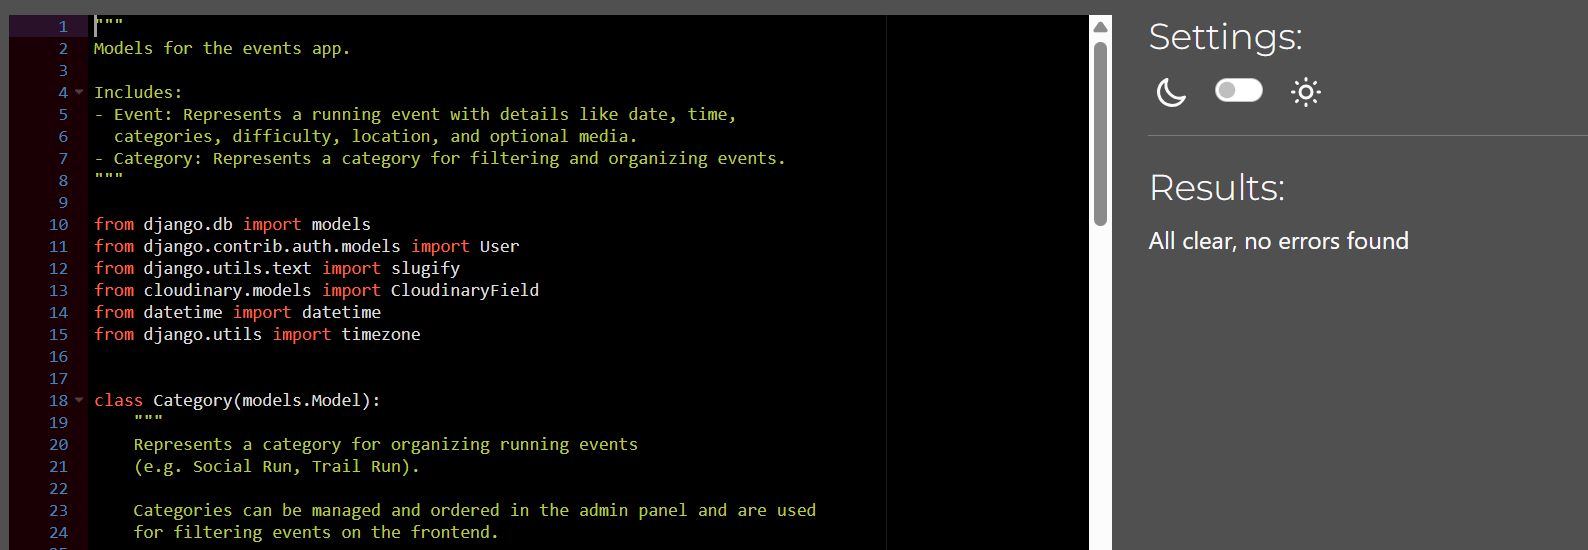 1 """
2 Models for the events app.
3
4 Includes:
5 - Event: Represents a running event with details like date, time,
6   categories, difficulty, location, and optional media.
7 - Category: Represents a category for filtering and organizing events.
8 """
9
10 from django.db import models
11 from django.contrib.auth.models import User
12 from django.utils.text import slugify
13 from cloudinary.models import CloudinaryField
14 from datetime import datetime
15 from django.utils import timezone
16
17
18 class Category(models.Model):
19     """
20     Represents a category for organizing running events
21     (e.g. Social Run, Trail Run).
22
23     Categories can be managed and ordered in the admin panel and are used
24     for filtering events on the frontend.
Settings:
Results:
All clear, no errors found